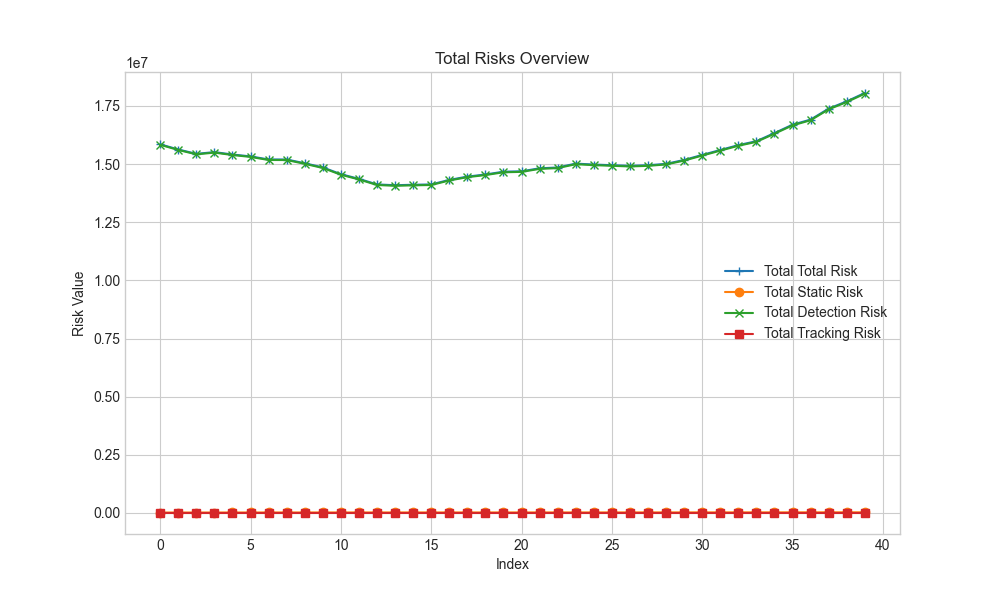 Total Risks Overview
1e7
1.75
1.50
1.25
1.00
0.75
0.50
0.25
0.00
Risk Value
Total Total Risk
Total Static Risk
Total Detection Risk
Total Tracking Risk
0 5 10 15 20 25 30 35 40
Index